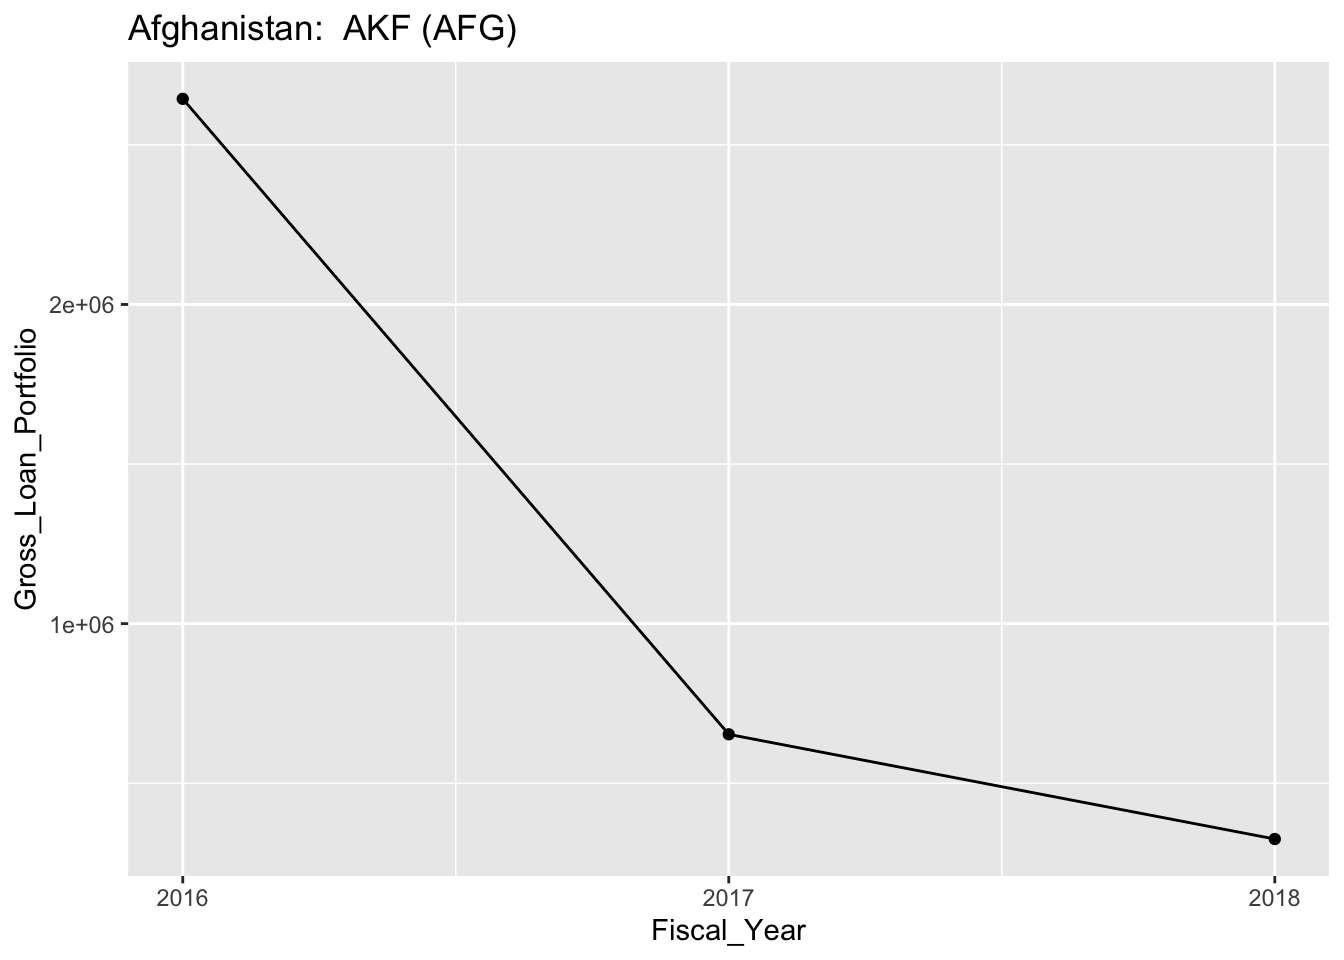 Afghanistan:  AKF (AFG)
Gross_Loan_Portfolio
2e+06
1e+06
2016
2017
2018
Fiscal_Year